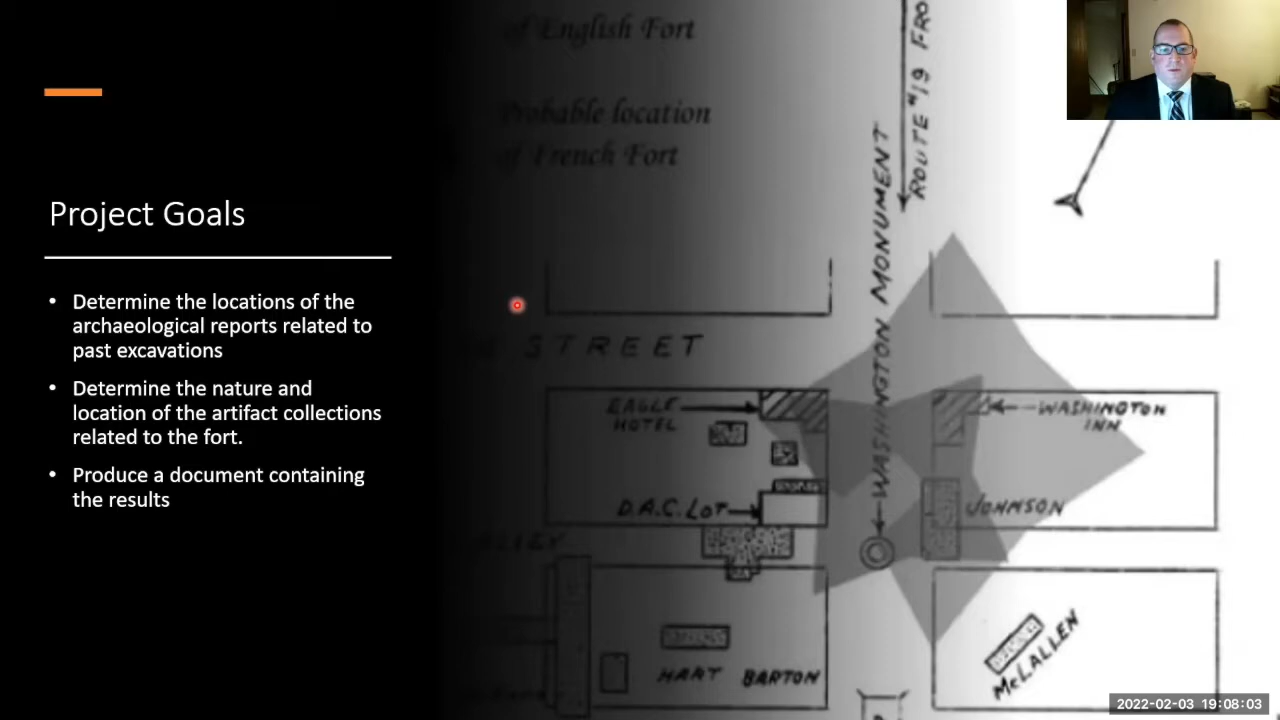 of English Fort
Probable location
of French Fort
ROUTE #19 FRO
WASHINGTON MONUMENT
Project Goals
• Determine the locations of the
archaeological reports related to
past excavations
• Determine the nature and
location of the artifact collections
related to the fort.
• Produce a document containing
the results
STREET
EAGLE
HOTEL
WASHINGTON
INN
D.A.C. LOT
JOHNSON
ALLEY
HART
BARTON
McLALLEN
2022-02-03 19:08:03